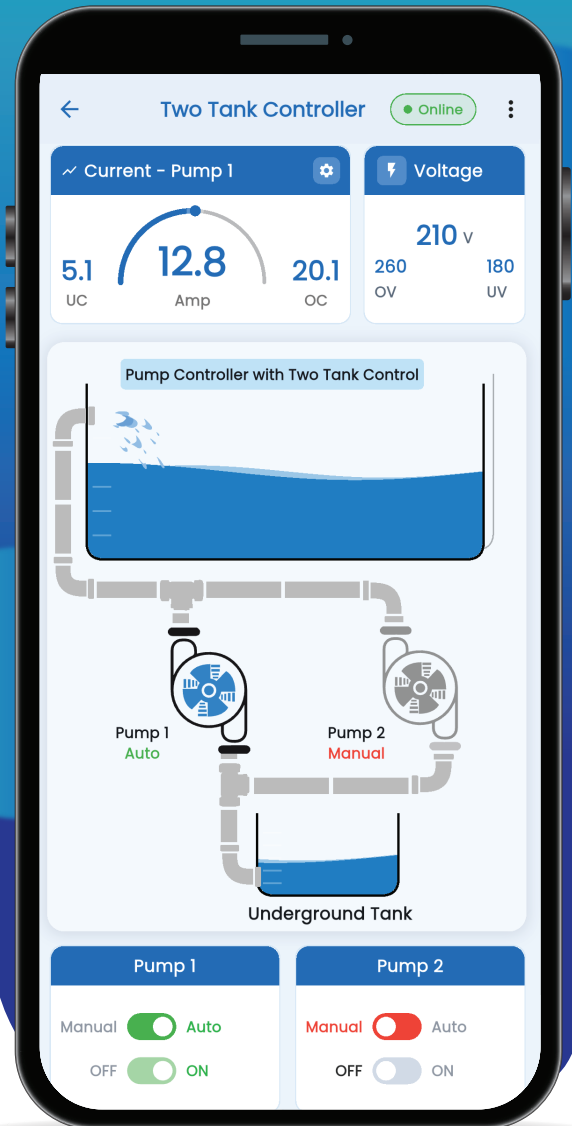 Two Tank Controller
Online
Current - Pump 1
5.1
UC
12.8
Amp
20.1
OC
Voltage
210 V
260
OV
180
UV
Pump Controller with Two Tank Control
Pump 1
Auto
Pump 2
Manual
Underground Tank
Pump 1
Manual Auto
OFF ON
Pump 2
Manual Auto
OFF ON